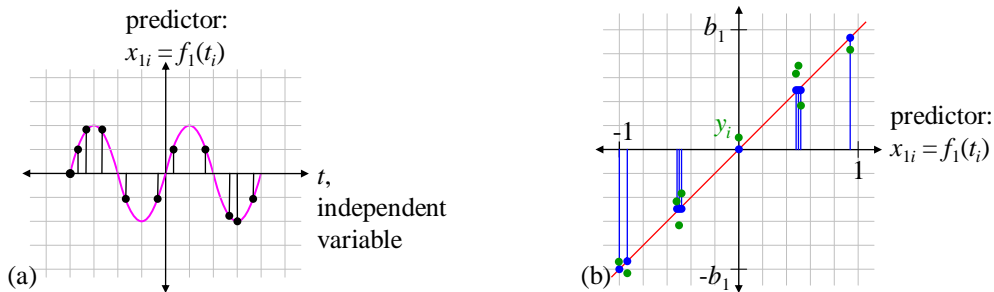 predictor:
x₁ᵢ = f₁(tᵢ)
t,
independent
variable
(a)
b₁
-1
yᵢ
predictor:
x₁ᵢ = f₁(tᵢ)
1
-b₁
(b)